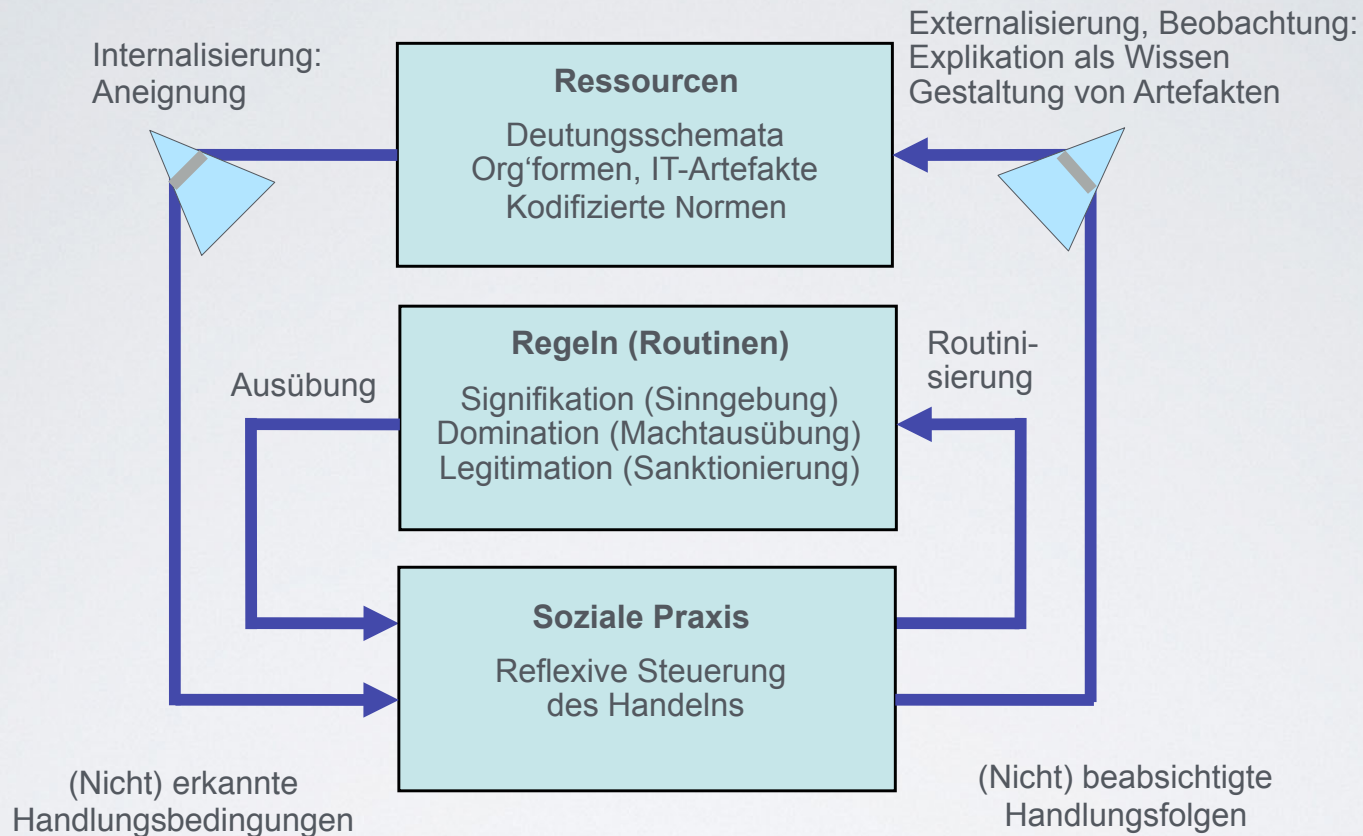 Internalisierung:
Aneignung
Externalisierung, Beobachtung:
Explikation als Wissen
Gestaltung von Artefakten
Ressourcen
Deutungsschemata
Org‘formen, IT-Artefakte
Kodifizierte Normen
Ausübung
Regeln (Routinen)
Signifikation (Sinngebung)
Domination (Machtausübung)
Legitimation (Sanktionierung)
Routini-
sierung
Soziale Praxis
Reflexive Steuerung
des Handelns
(Nicht) erkannte
Handlungsbedingungen
(Nicht) beabsichtigte
Handlungsfolgen